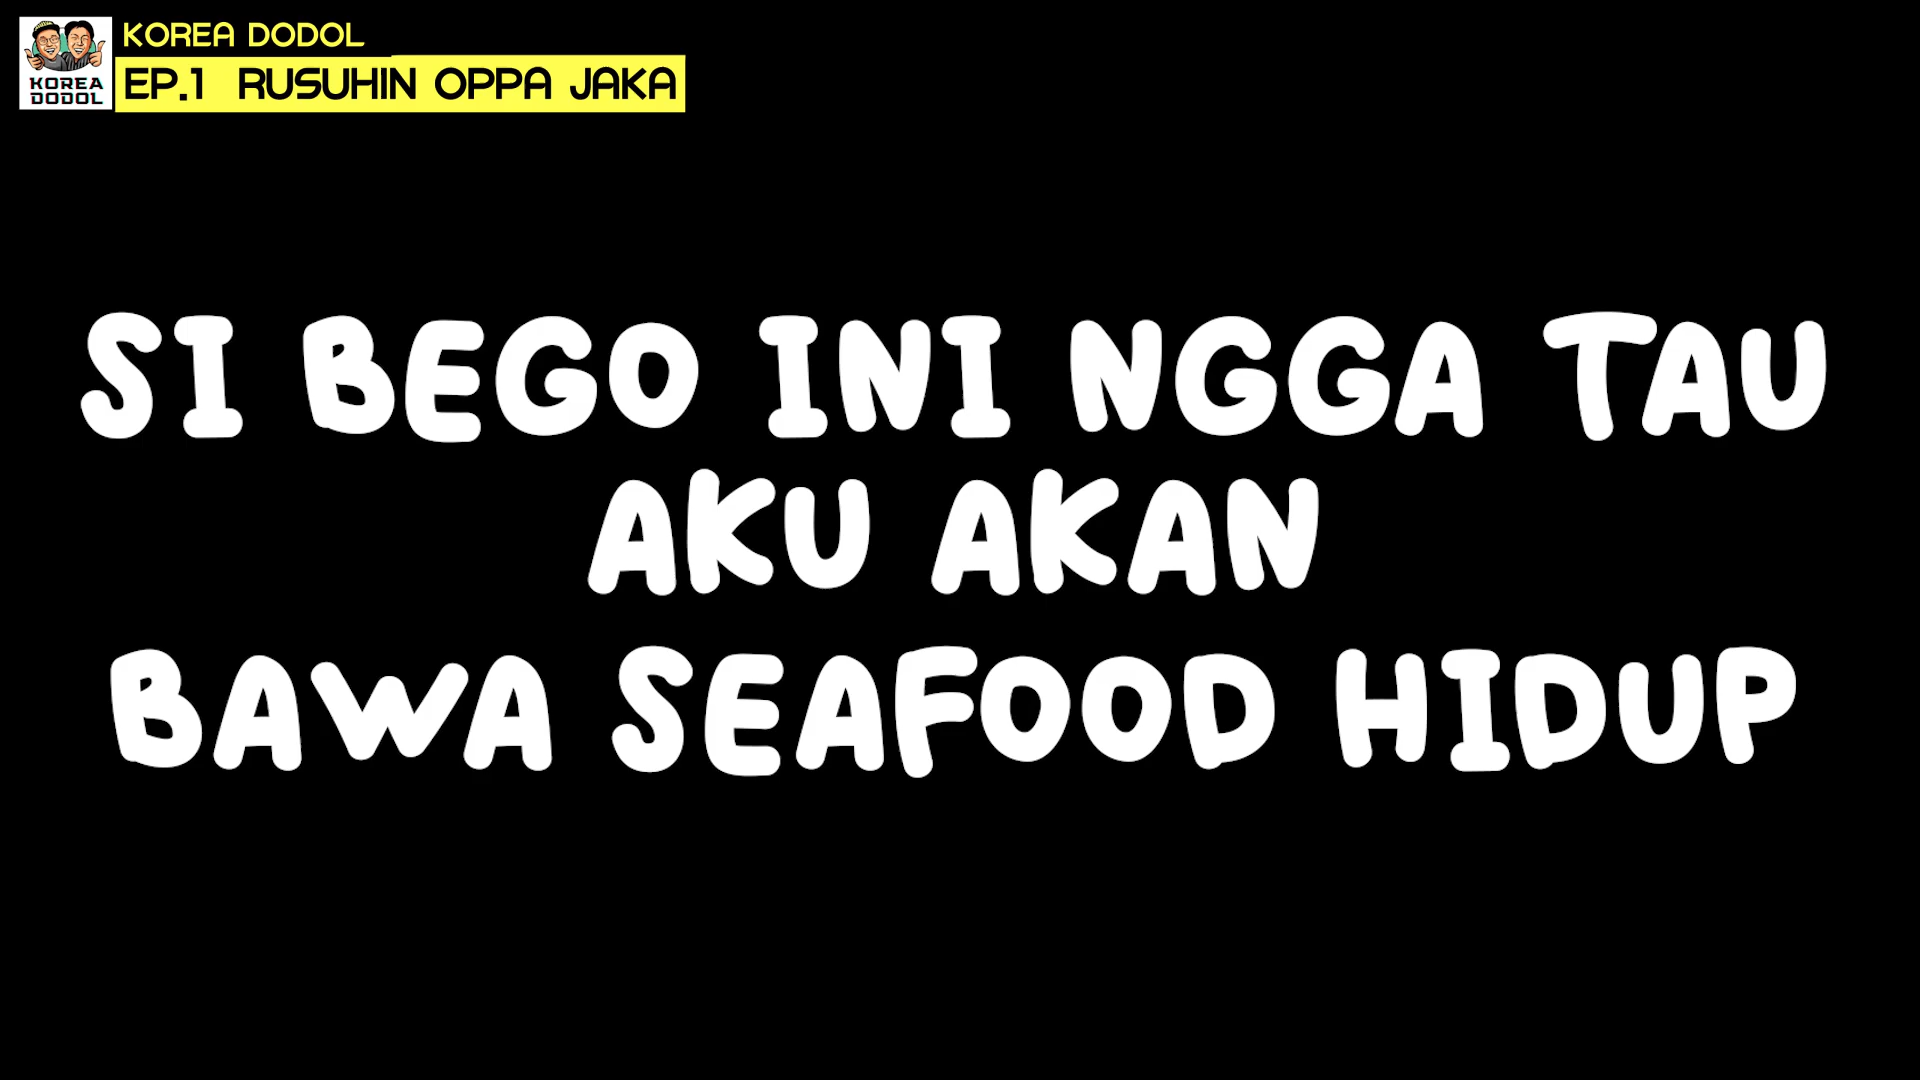 KOREA DODOL
EP.1 RUSUHIN OPPA JAKA
KOREA
DODOL
SI BEGO INI NGGA TAU
AKU AKAN
BAWA SEAFOOD HIDUP